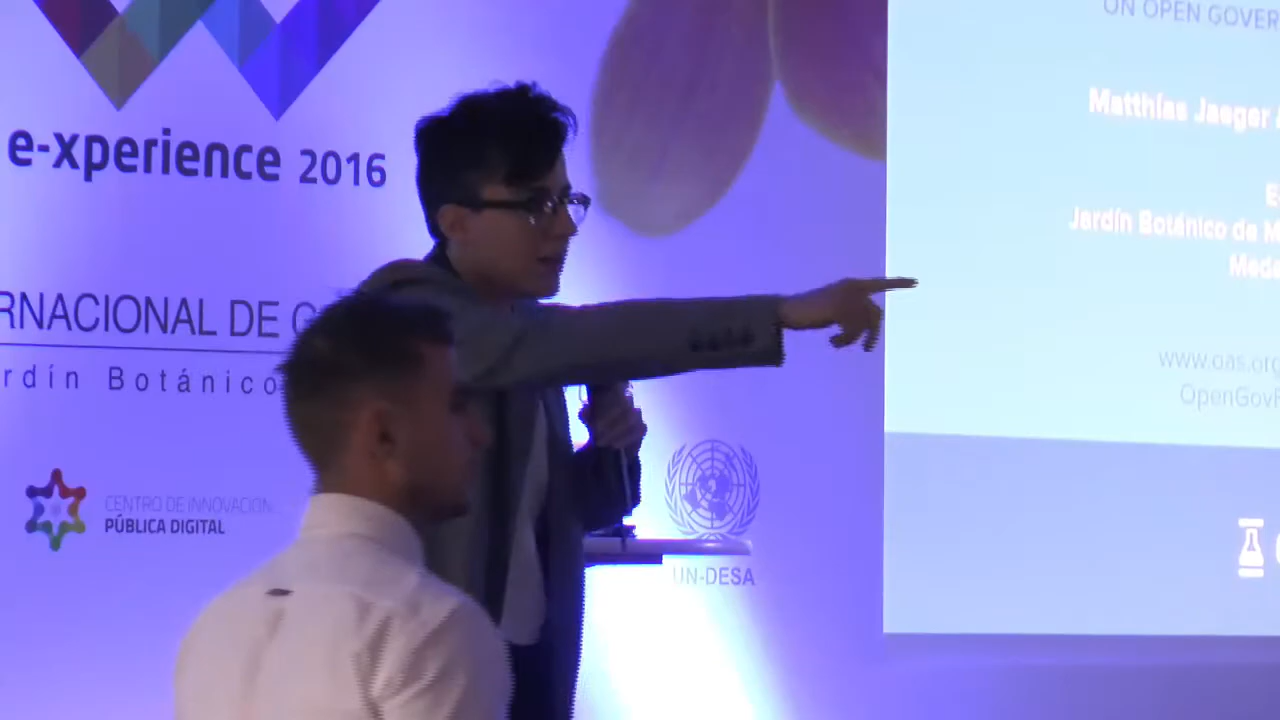 e-xperience 2016
RNACIONAL DE G
rdín Botánico
CENTRO DE INNOVACIÓN
PÚBLICA DIGITAL
UN-DESA
ON OPEN GOVER
Matthías Jaeger
E
Jardín Botánico de M
Mede
www.oas.org
OpenGov